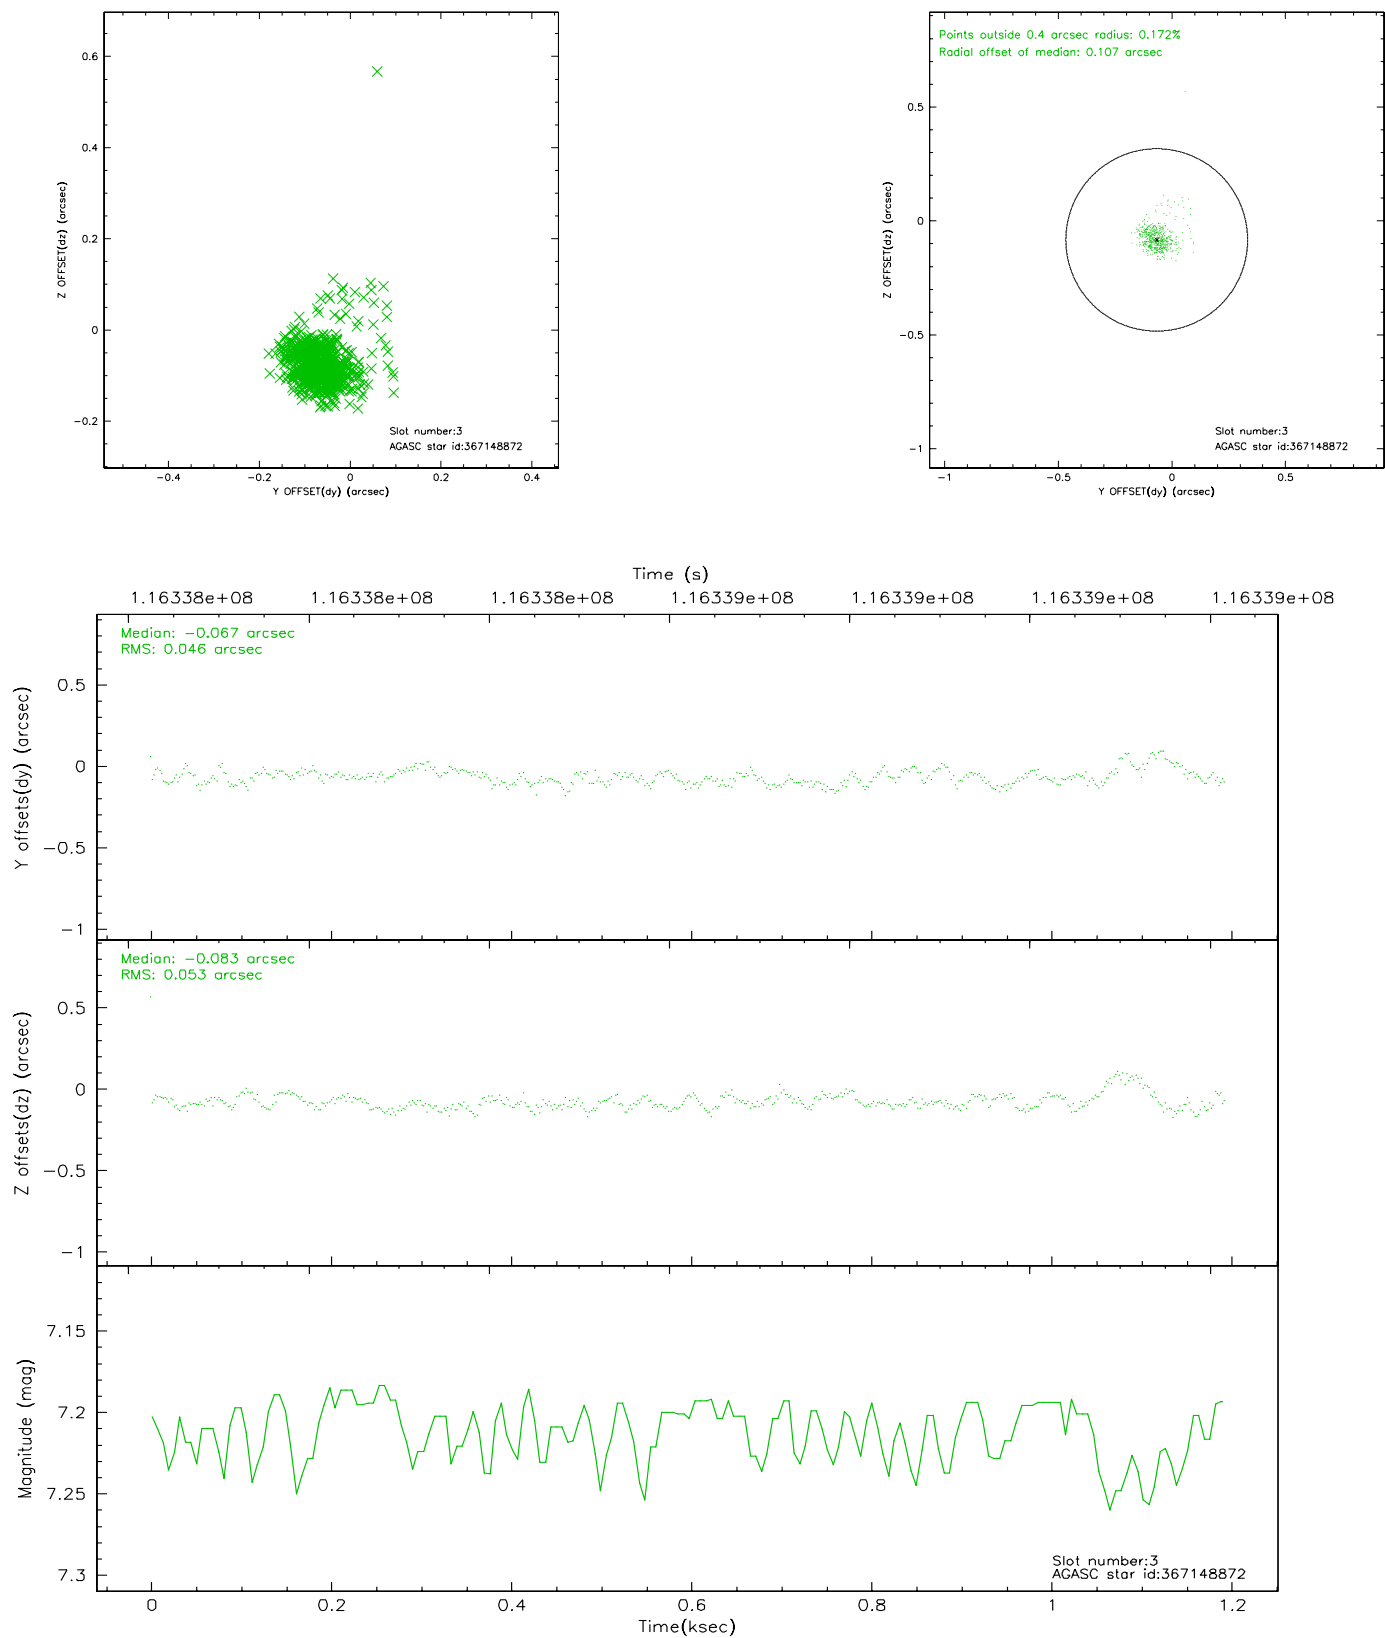 0.6
0.4
0.2
0
−0.2
Z OFFSET(dz) (arcsec)
Slot number:3
AGASC star id:367148872
−0.4
−0.2
0
0.2
0.4
Y OFFSET(dy) (arcsec)
Points outside 0.4 arcsec radius: 0.172%
Radial offset of median: 0.107 arcsec
0.5
0
−0.5
−1
Z OFFSET(dz) (arcsec)
Slot number:3
AGASC star id:367148872
−1
−0.5
0
0.5
Y OFFSET(dy) (arcsec)
Time (s)
1.16338e+08
1.16338e+08
1.16338e+08
1.16339e+08
1.16339e+08
1.16339e+08
1.16339e+08
Median: −0.067 arcsec
RMS: 0.046 arcsec
0.5
0
−0.5
−1
Y offsets(dy) (arcsec)
Median: −0.083 arcsec
RMS: 0.053 arcsec
0.5
0
−0.5
−1
Z offsets(dz) (arcsec)
7.15
7.2
7.25
7.3
Magnitude (mag)
Slot number:3
AGASC star id:367148872
0
0.2
0.4
0.6
0.8
1
1.2
Time(ksec)